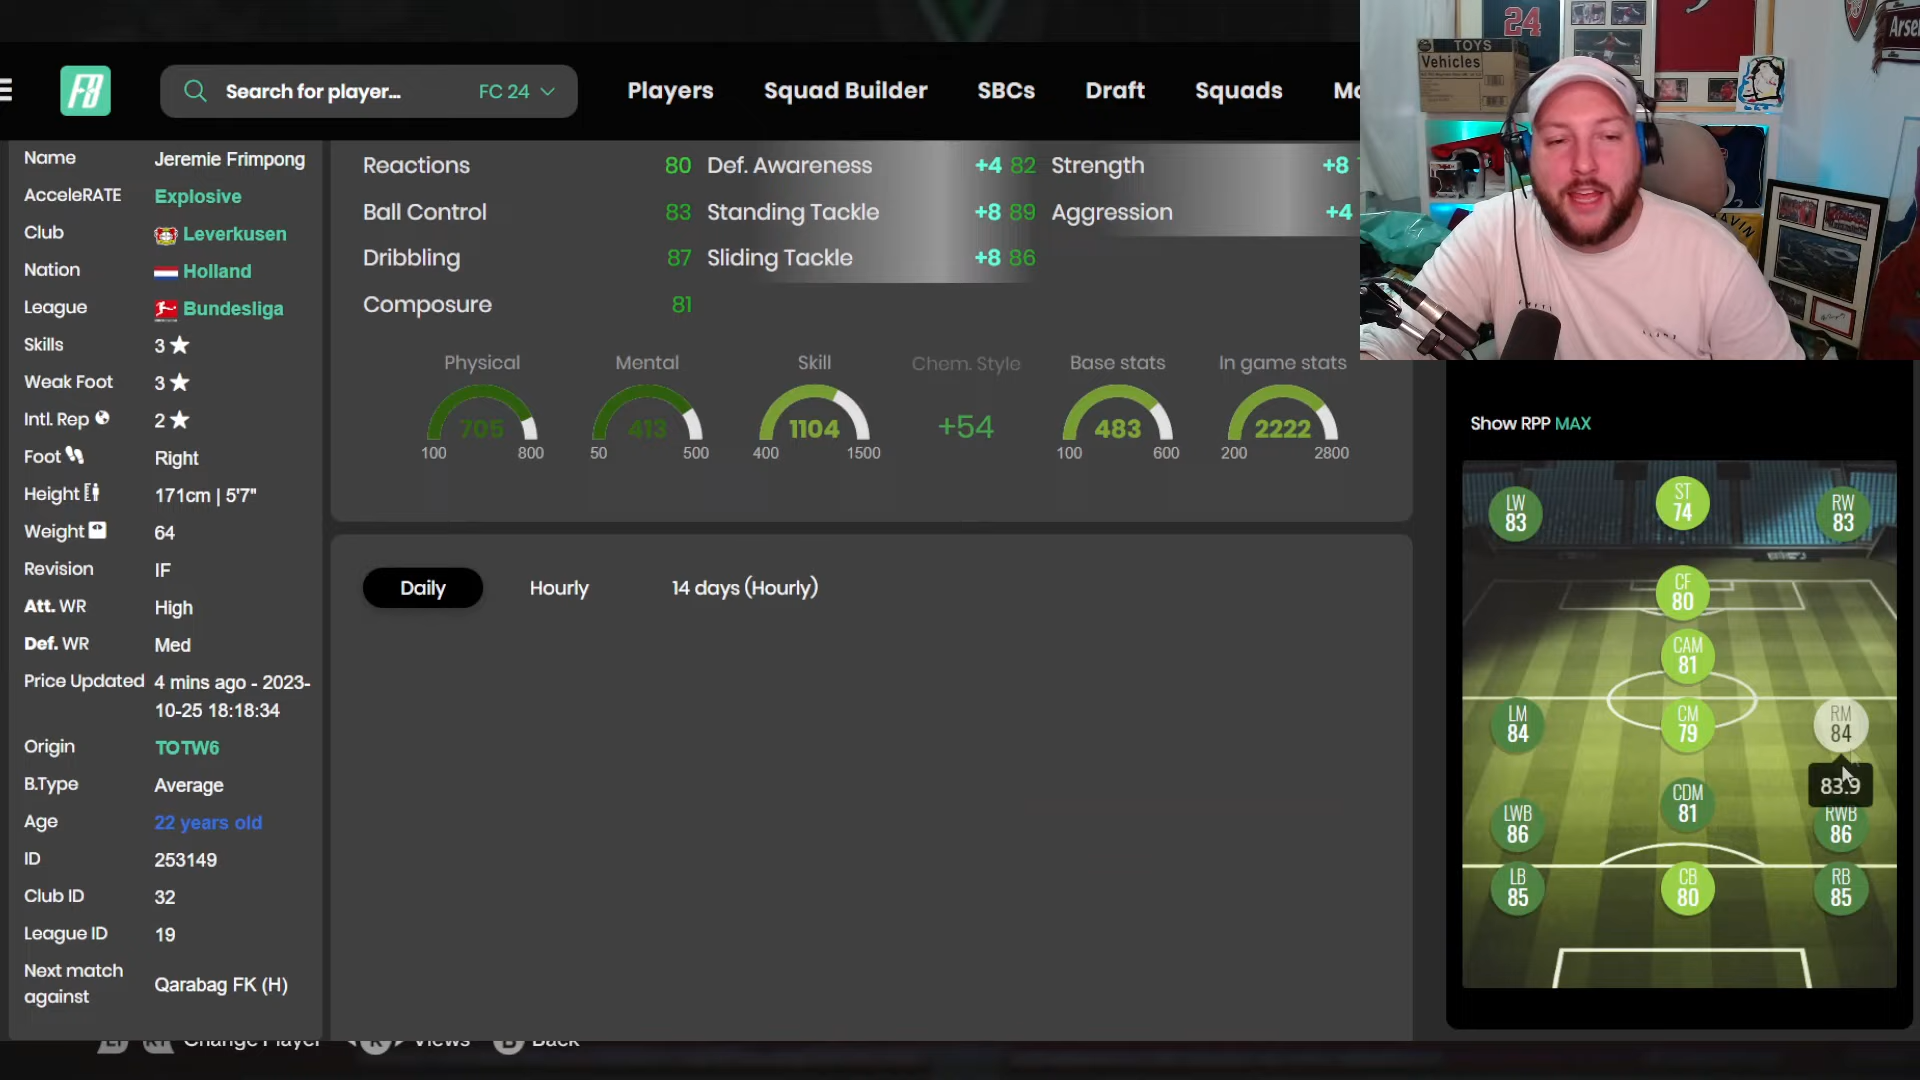 F8
Search for player...
FC 24
Players
Squad Builder
SBCs
Draft
Squads
24
TOYS
Vehicles
Name Jeremie Frimpong
AcceleRATE Explosive
Club Leverkusen
Nation Holland
League Bundesliga
Skills 3
Weak Foot 3
Intl. Rep 2
Foot Right
Height 171cm | 5'7"
Weight 64
Revision IF
Att. WR High
Def. WR Med
Price Updated 4 mins ago - 2023-
10-25 18:18:34
Origin TOTW6
B.Type Average
Age 22 years old
ID 253149
Club ID 32
League ID 19
Next match
against
Qarabag FK (H)
Reactions 80
Ball Control 83
Dribbling 87
Composure 81
Def. Awareness +4 82
Standing Tackle +8 89
Sliding Tackle +8 86
Strength +8
Aggression +4
Physical
705
100 800
Mental
413
50 500
Skill
1104
400 1500
Chem. Style
+54
Base stats
483
100 600
In game stats
2222
200 2800
Daily
Hourly
14 days (Hourly)
Show RPP MAX
LW
83
ST
74
RW
83
CF
80
CAM
81
LM
84
CM
79
RM
84
83.9
LWB
86
CDM
81
RWB
86
LB
85
CB
80
RB
85
Change Player
Views
Back